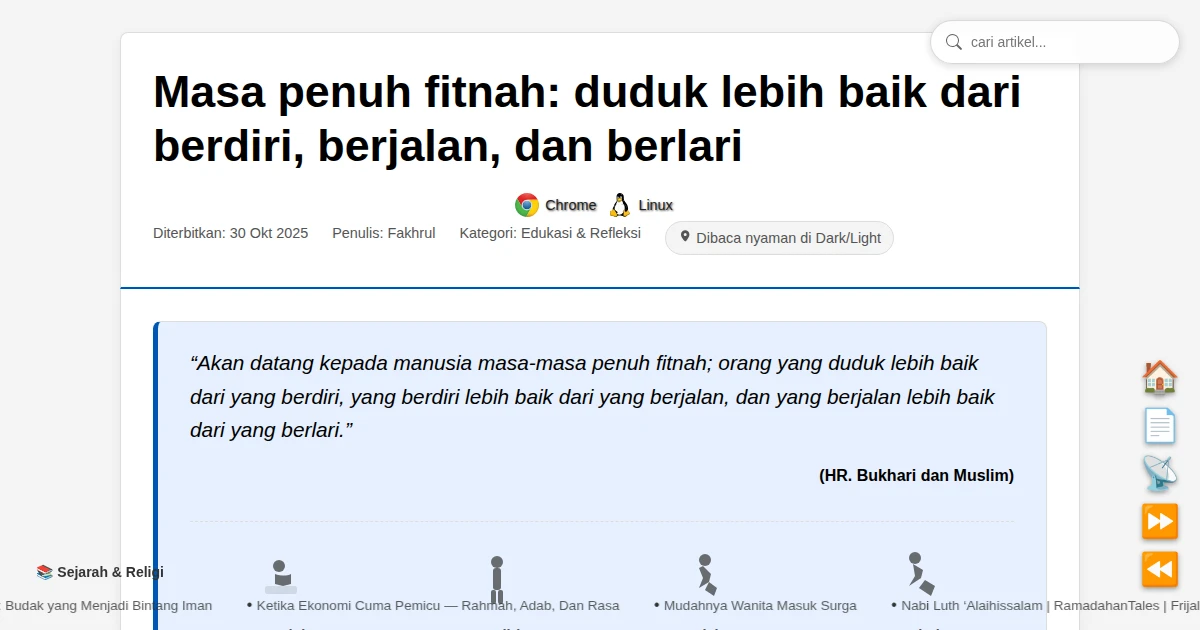 cari artikel...
Masa penuh fitnah: duduk lebih baik dari
berdiri, berjalan, dan berlari
Chrome Linux
Diterbitkan: 30 Okt 2025 Penulis: Fakhrul Kategori: Edukasi & Refleksi Dibaca nyaman di Dark/Light
“Akan datang kepada manusia masa-masa penuh fitnah; orang yang duduk lebih baik
dari yang berdiri, yang berdiri lebih baik dari yang berjalan, dan yang berjalan lebih baik
dari yang berlari.”
(HR. Bukhari dan Muslim)
Sejarah & Religi
Budak yang Menjadi Bintang Iman • Ketika Ekonomi Cuma Pemicu — Rahmah, Adab, Dan Rasa • Mudahnya Wanita Masuk Surga • Nabi Luth ‘Alaihissalam | RamadahanTales | Frijal